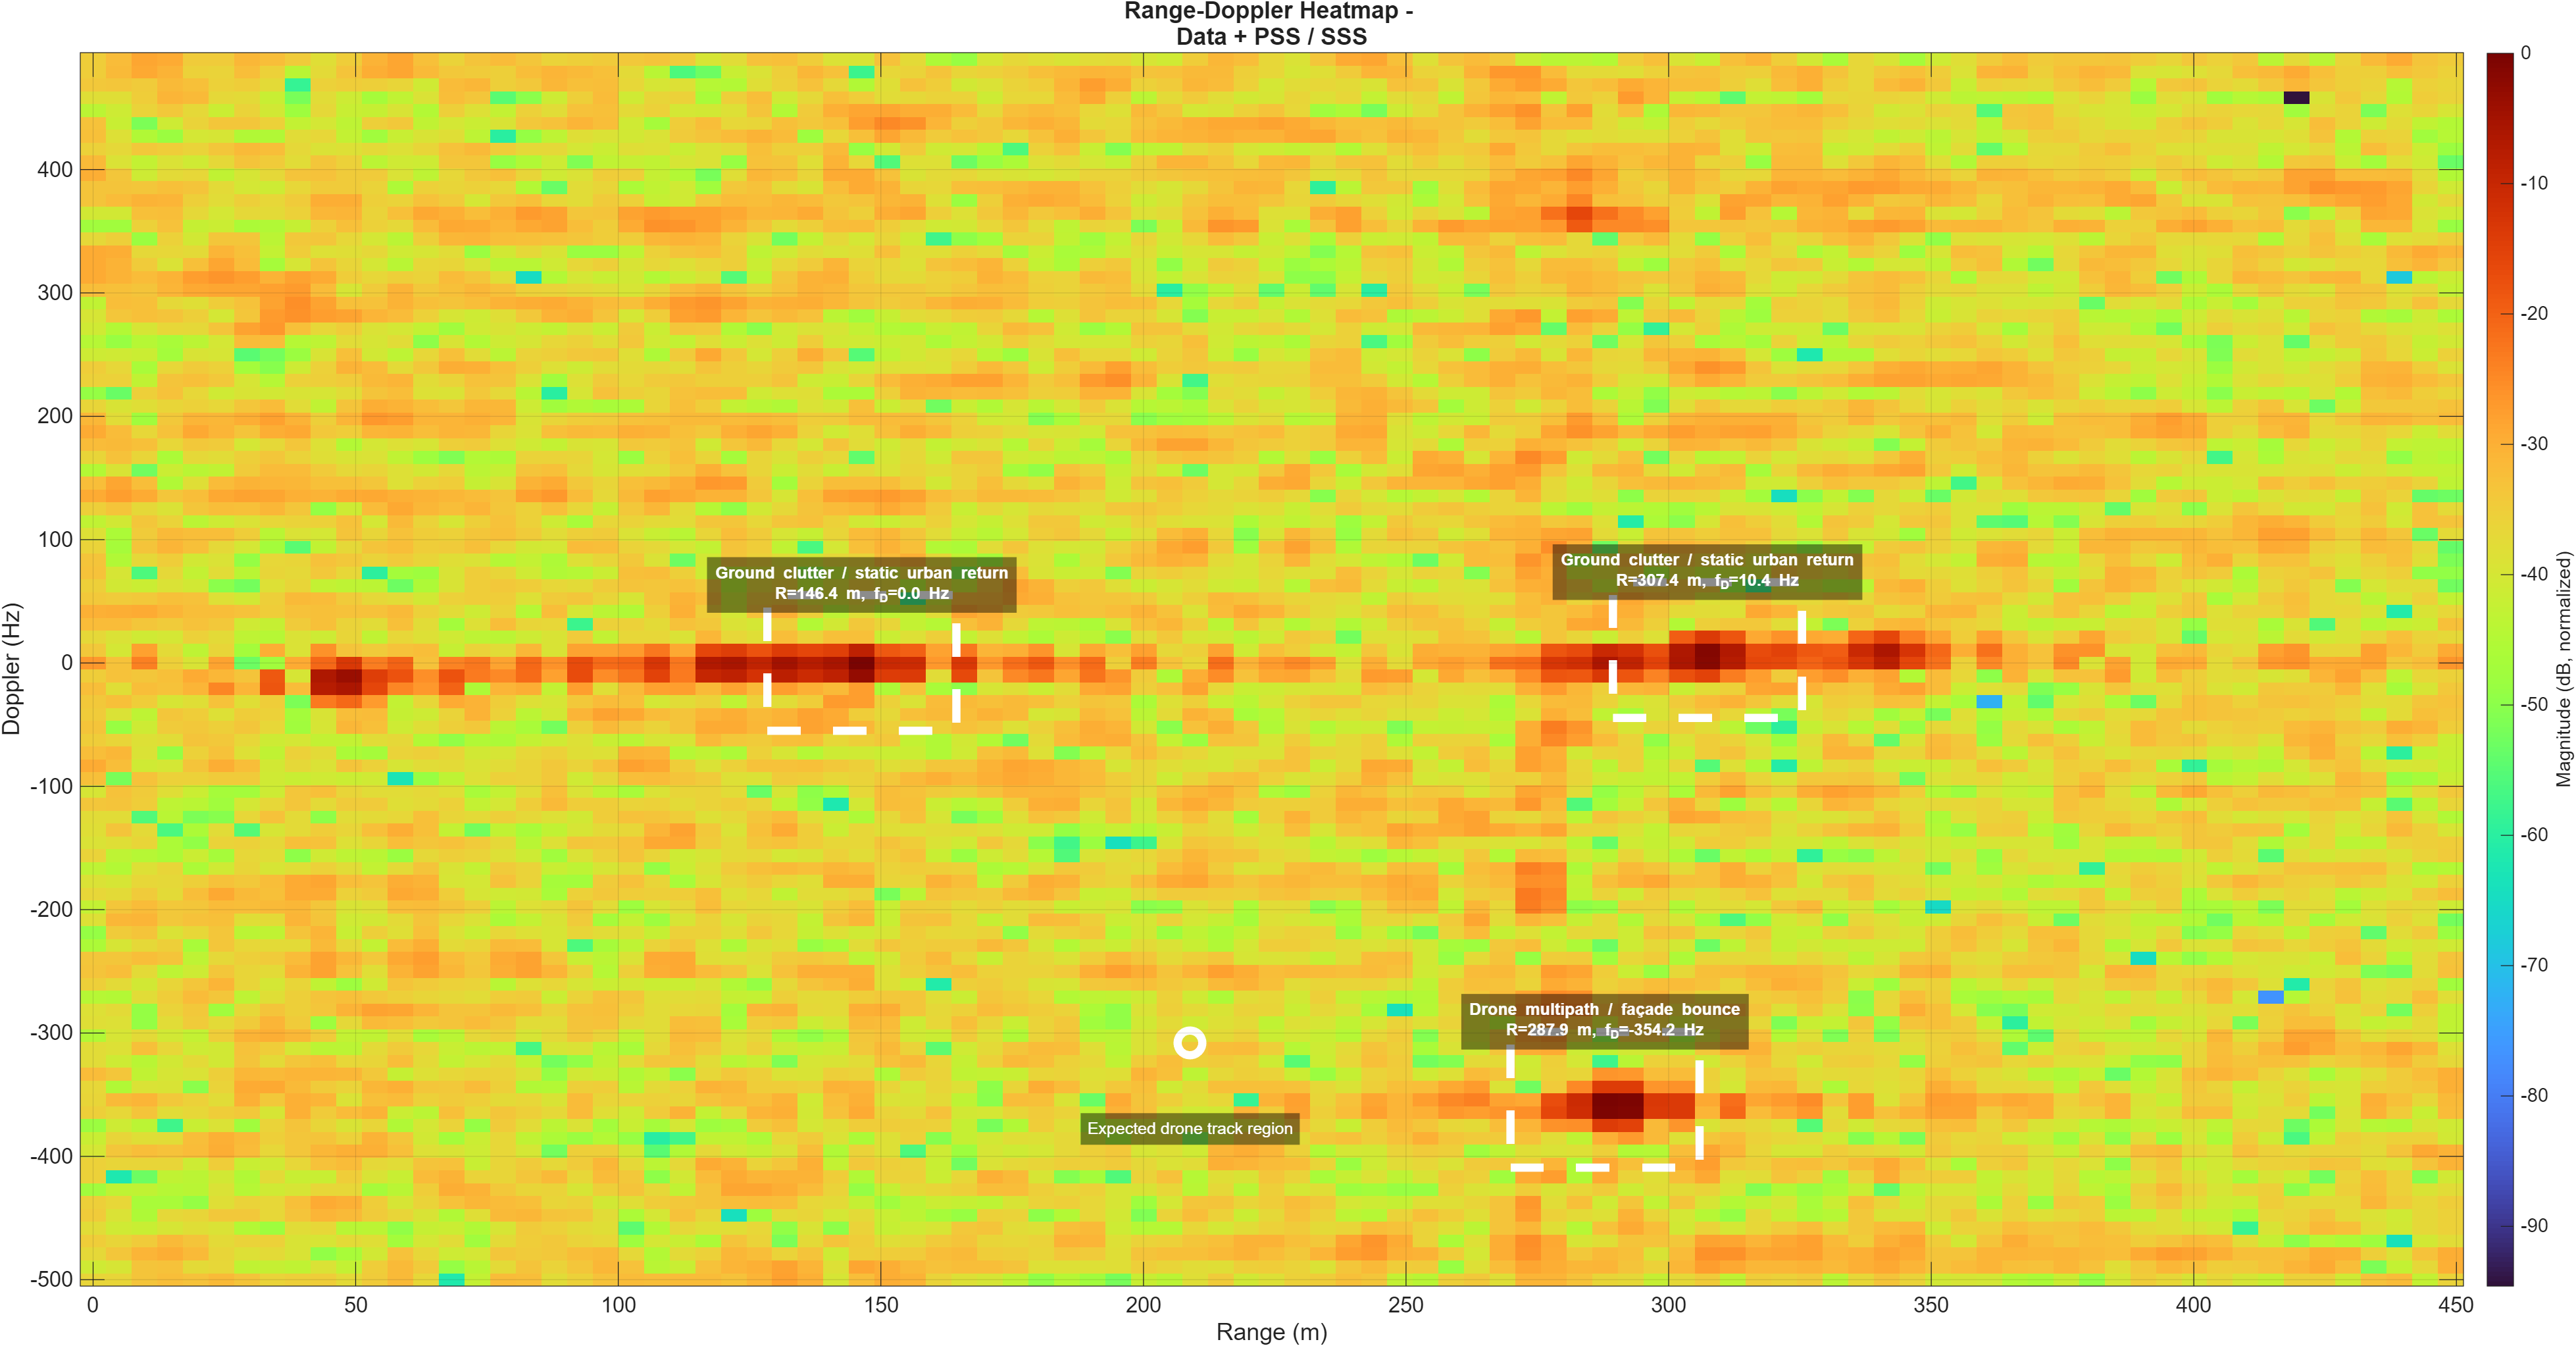 Range-Doppler Heatmap -
Data + PSS / SSS
Doppler (Hz)
400
300
200
100
0
-100
-200
-300
-400
-500
Ground clutter / static urban return
R=146.4 m, fD=0.0 Hz
Ground clutter / static urban return
R=307.4 m, fD=10.4 Hz
Drone multipath / façade bounce
R=287.9 m, fD=-354.2 Hz
Expected drone track region
0 50 100 150 200 250 300 350 400 450
Range (m)
0
-10
-20
-30
-40
-50
-60
-70
-80
-90
Magnitude (dB, normalized)